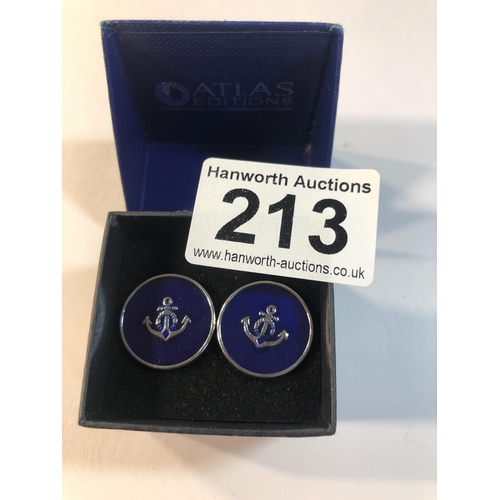 ATLAS
EDITIONS
Hanworth Auctions
213
www.hanworth-auctions.co.uk